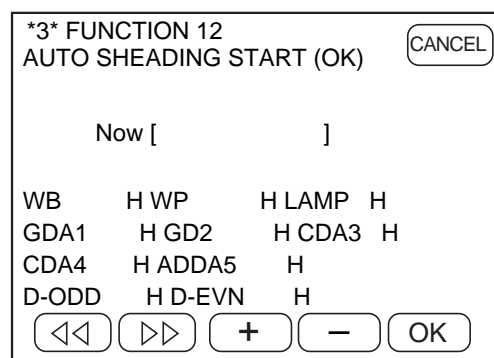 *3* FUNCTION 12
CANCEL
AUTO SHEADING START (OK)
Now [ ]
WB H WP H LAMP H
GDA1 H GD2 H CDA3 H
CDA4 H ADDA5 H
D-ODD H D-EVN H
+ − OK